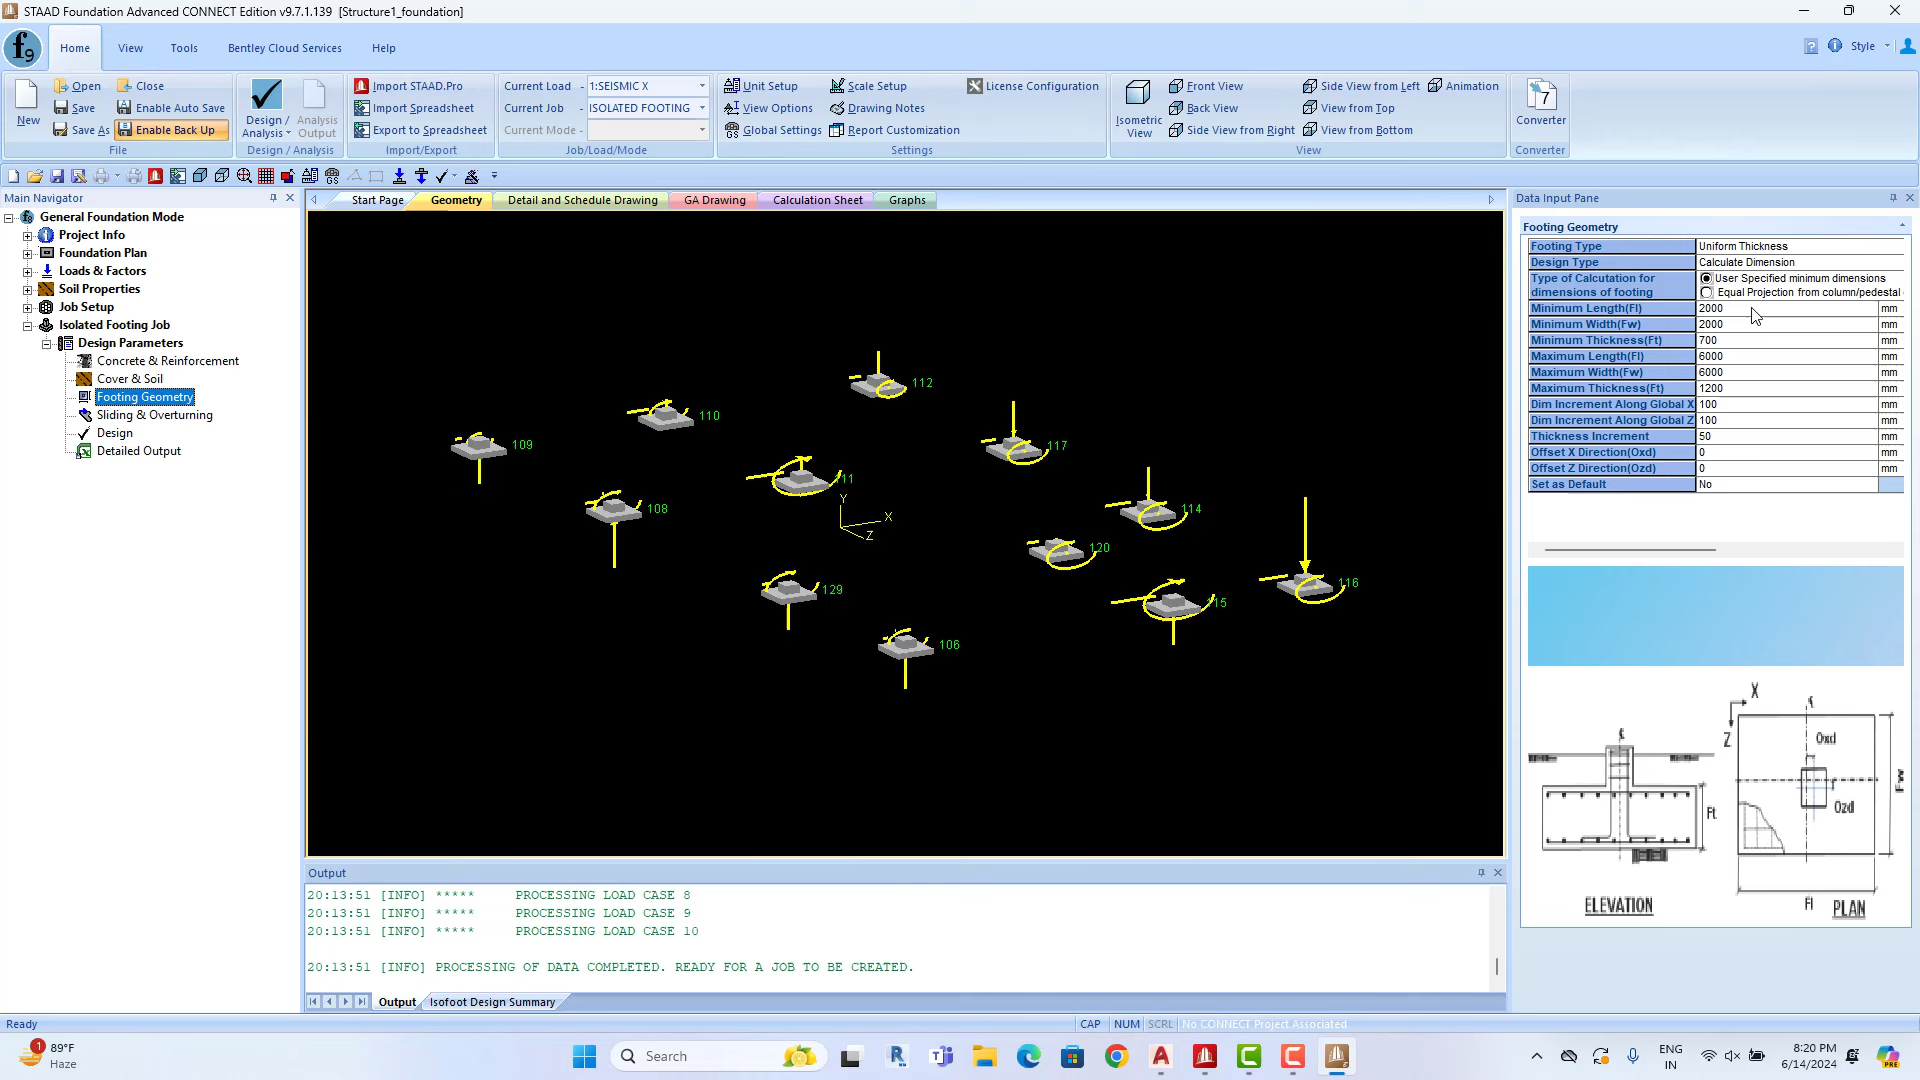 STAAD Foundation Advanced CONNECT Edition v9.7.1.139 [Structure1_foundation]
Home View Tools Bentley Cloud Services Help
Style
New
Open
Save
Save As
Close
Enable Auto Save
Enable Back Up
File
Design / Analysis
Analysis Output
Design / Analysis
Import STAAD.Pro
Import Spreadsheet
Export to Spreadsheet
Import/Export
Current Load - 1:SEISMIC X
Current Job - ISOLATED FOOTING
Current Mode -
Job/Load/Mode
Unit Setup
View Options
Global Settings
Scale Setup
Drawing Notes
Report Customization
License Configuration
Settings
Isometric View
Front View
Back View
Side View from Right
Side View from Left
View from Top
View from Bottom
Animation
View
7
Converter
Converter
Main Navigator
General Foundation Mode
Project Info
Foundation Plan
Loads & Factors
Soil Properties
Job Setup
Isolated Footing Job
Design Parameters
Concrete & Reinforcement
Cover & Soil
Footing Geometry
Sliding & Overturning
Design
Detailed Output
Start Page Geometry Detail and Schedule Drawing GA Drawing Calculation Sheet Graphs
112
110
109
117
111
108
Y
X
Z
114
120
129
116
115
106
Output
20:13:51 [INFO] ***** PROCESSING LOAD CASE 8
20:13:51 [INFO] ***** PROCESSING LOAD CASE 9
20:13:51 [INFO] ***** PROCESSING LOAD CASE 10
20:13:51 [INFO] PROCESSING OF DATA COMPLETED. READY FOR A JOB TO BE CREATED.
Output Isofoot Design Summary
Data Input Pane
Footing Geometry
Footing Type Uniform Thickness
Design Type Calculate Dimension
Type of Calcutation for dimensions of footing
User Specified minimum dimensions
Equal Projection from column/pedestal
Minimum Length(Fl) 2000 mm
Minimum Width(Fw) 2000 mm
Minimum Thickness(Ft) 700 mm
Maximum Length(Fl) 6000 mm
Maximum Width(Fw) 6000 mm
Maximum Thickness(Ft) 1200 mm
Dim Increment Along Global X 100 mm
Dim Increment Along Global Z 100 mm
Thickness Increment 50 mm
Offset X Direction(Oxd) 0 mm
Offset Z Direction(Ozd) 0 mm
Set as Default No
X
Z
Oxd
Ozd
Ft
Fw
Fl
ELEVATION
PLAN
Ready
CAP NUM SCRL No CONNECT Project Associated
1
89°F
Haze
Search
ENG
IN
8:20 PM
6/14/2024